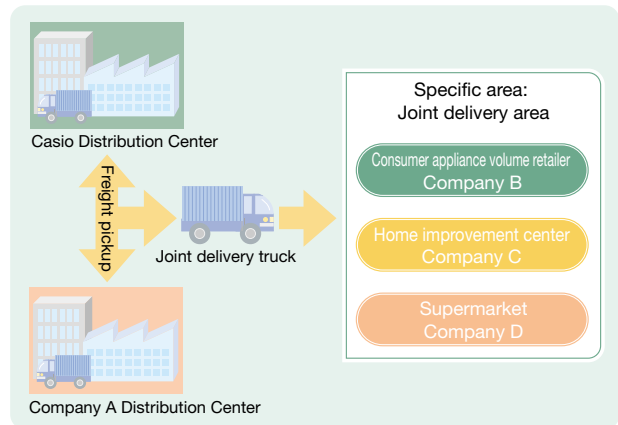 Casio Distribution Center
Freight pickup
Joint delivery truck
Company A Distribution Center
Specific area:
Joint delivery area
Consumer appliance volume retailer
Company B
Home improvement center
Company C
Supermarket
Company D